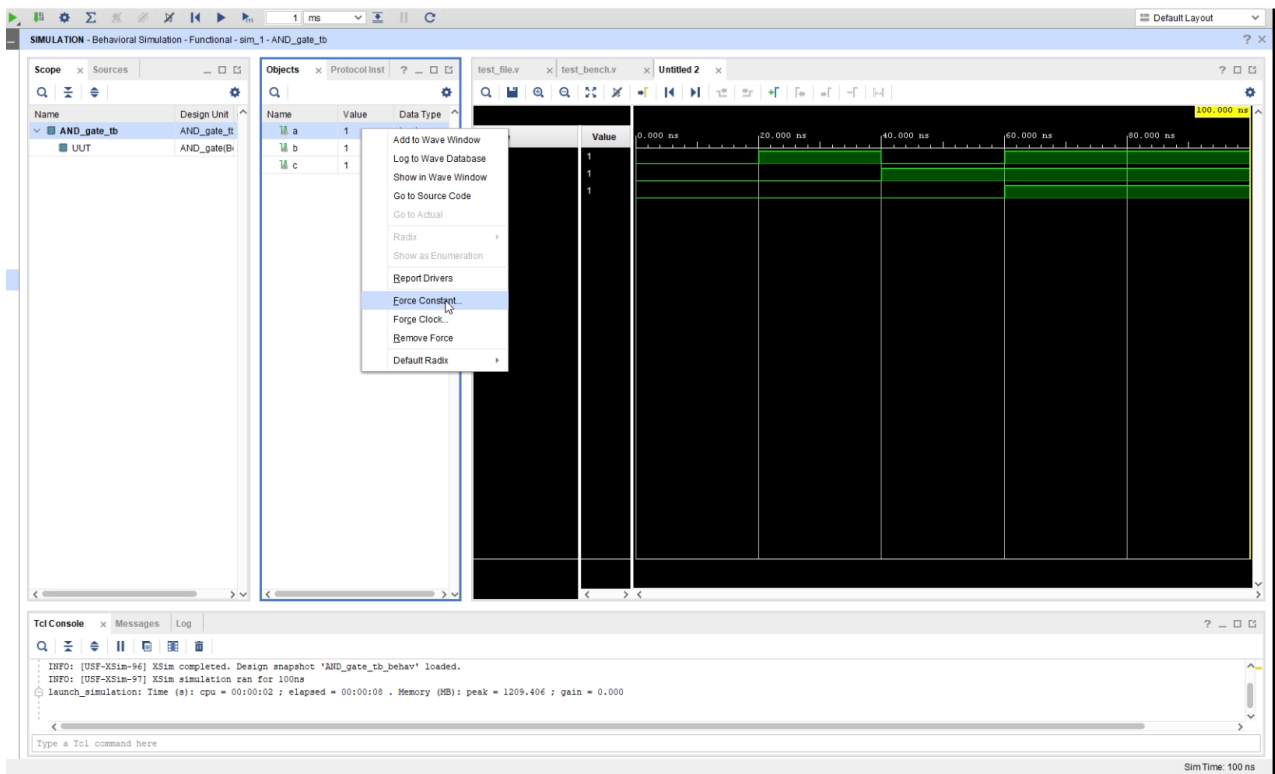 1 ms
Default Layout
SIMULATION - Behavioral Simulation - Functional - sim_1 - AND_gate_tb
Scope Sources
Name Design Unit
AND_gate_tb AND_gate_tt
UUT AND_gate(Be
Objects Protocol Inst
Name Value Data Type
a 1
b 1
c 1
Add to Wave Window
Log to Wave Database
Show in Wave Window
Go to Source Code
Go to Actual
Radix
Show as Enumeration
Report Drivers
Force Constant...
Force Clock...
Remove Force
Default Radix
test_file.v test_bench.v Untitled 2
100.000 ns
Value
1
1
1
0.000 ns 20.000 ns 40.000 ns 60.000 ns 80.000 ns
Tcl Console Messages Log
INFO: [USF-XSim-96] XSim completed. Design snapshot 'AND_gate_tb_behav' loaded.
INFO: [USF-XSim-97] XSim simulation ran for 100ns
launch_simulation: Time (s): cpu = 00:00:02 ; elapsed = 00:00:08 . Memory (MB): peak = 1209.406 ; gain = 0.000
Type a Tcl command here
Sim Time: 100 ns